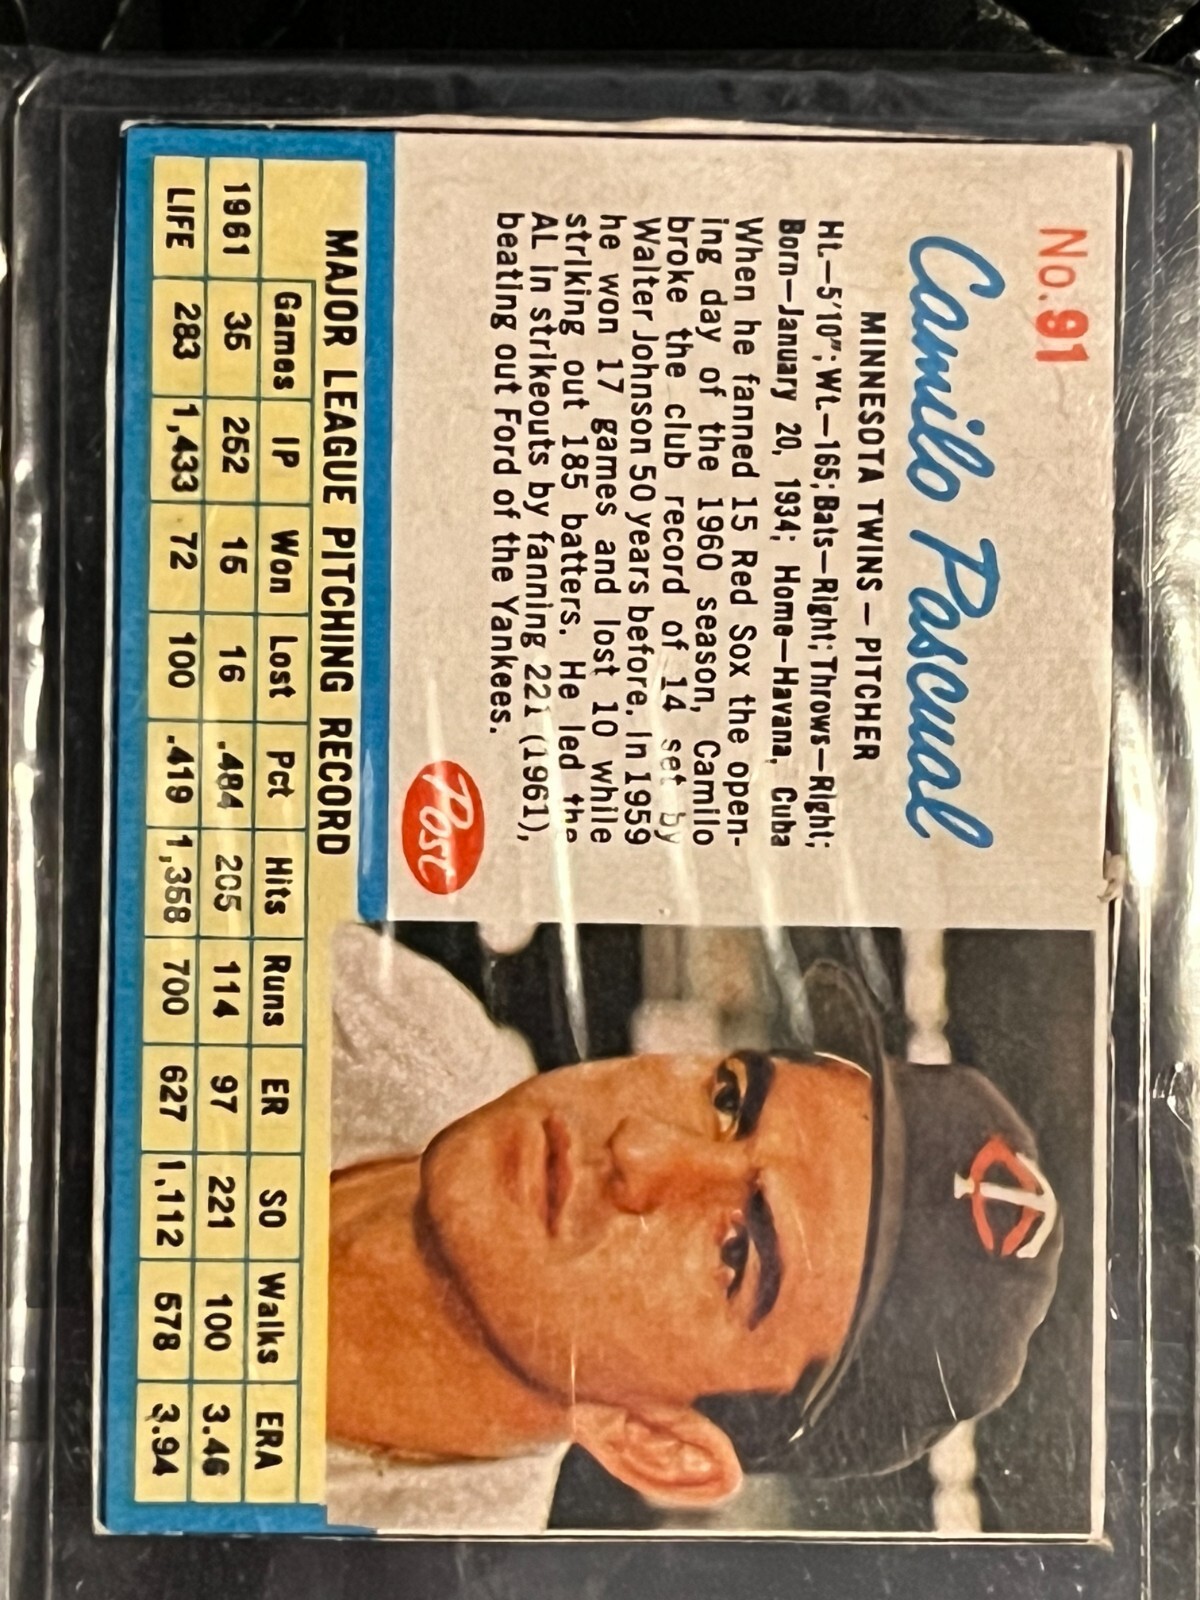 No. 91
Camilo Pascual
MINNESOTA TWINS — PITCHER
Ht.—5'10"; Wt.—165; Bats—Right; Throws—Right;
Born—January 20, 1934; Home—Havana, Cuba
When he fanned 15 Red Sox the open-
ing day of the 1960 season, Camilo
broke the club record of 14 set by
Walter Johnson 50 years before. In 1959
he won 17 games and lost 10 while
striking out 185 batters. He led the
AL in strikeouts by fanning 221 (1961),
beating out Ford of the Yankees.
Post
TC
MAJOR LEAGUE PITCHING RECORD
Games IP Won Lost Pct Hits Runs ER SO Walks ERA
1961 35 252 15 16 .484 205 114 97 221 100 3.46
LIFE 283 1,433 72 100 .419 1,358 700 627 1,112 578 3.94